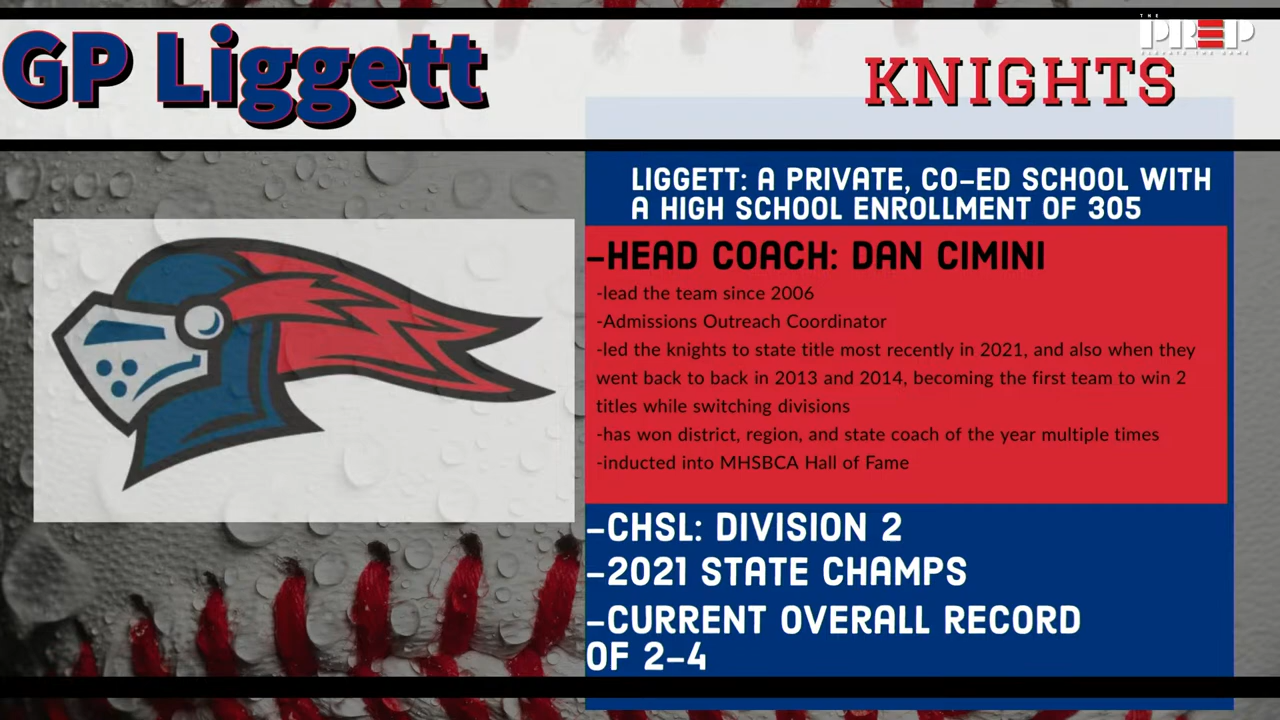 THE
PREP
GP Liggett
KNIGHTS
LIGGETT: A PRIVATE, CO-ED SCHOOL WITH
A HIGH SCHOOL ENROLLMENT OF 305
-HEAD COACH: DAN CIMINI
-lead the team since 2006
-Admissions Outreach Coordinator
-led the knights to state title most recently in 2021, and also when they
went back to back in 2013 and 2014, becoming the first team to win 2
titles while switching divisions
-has won district, region, and state coach of the year multiple times
-inducted into MHSBCA Hall of Fame
-CHSL: DIVISION 2
-2021 STATE CHAMPS
-CURRENT OVERALL RECORD
OF 2-4